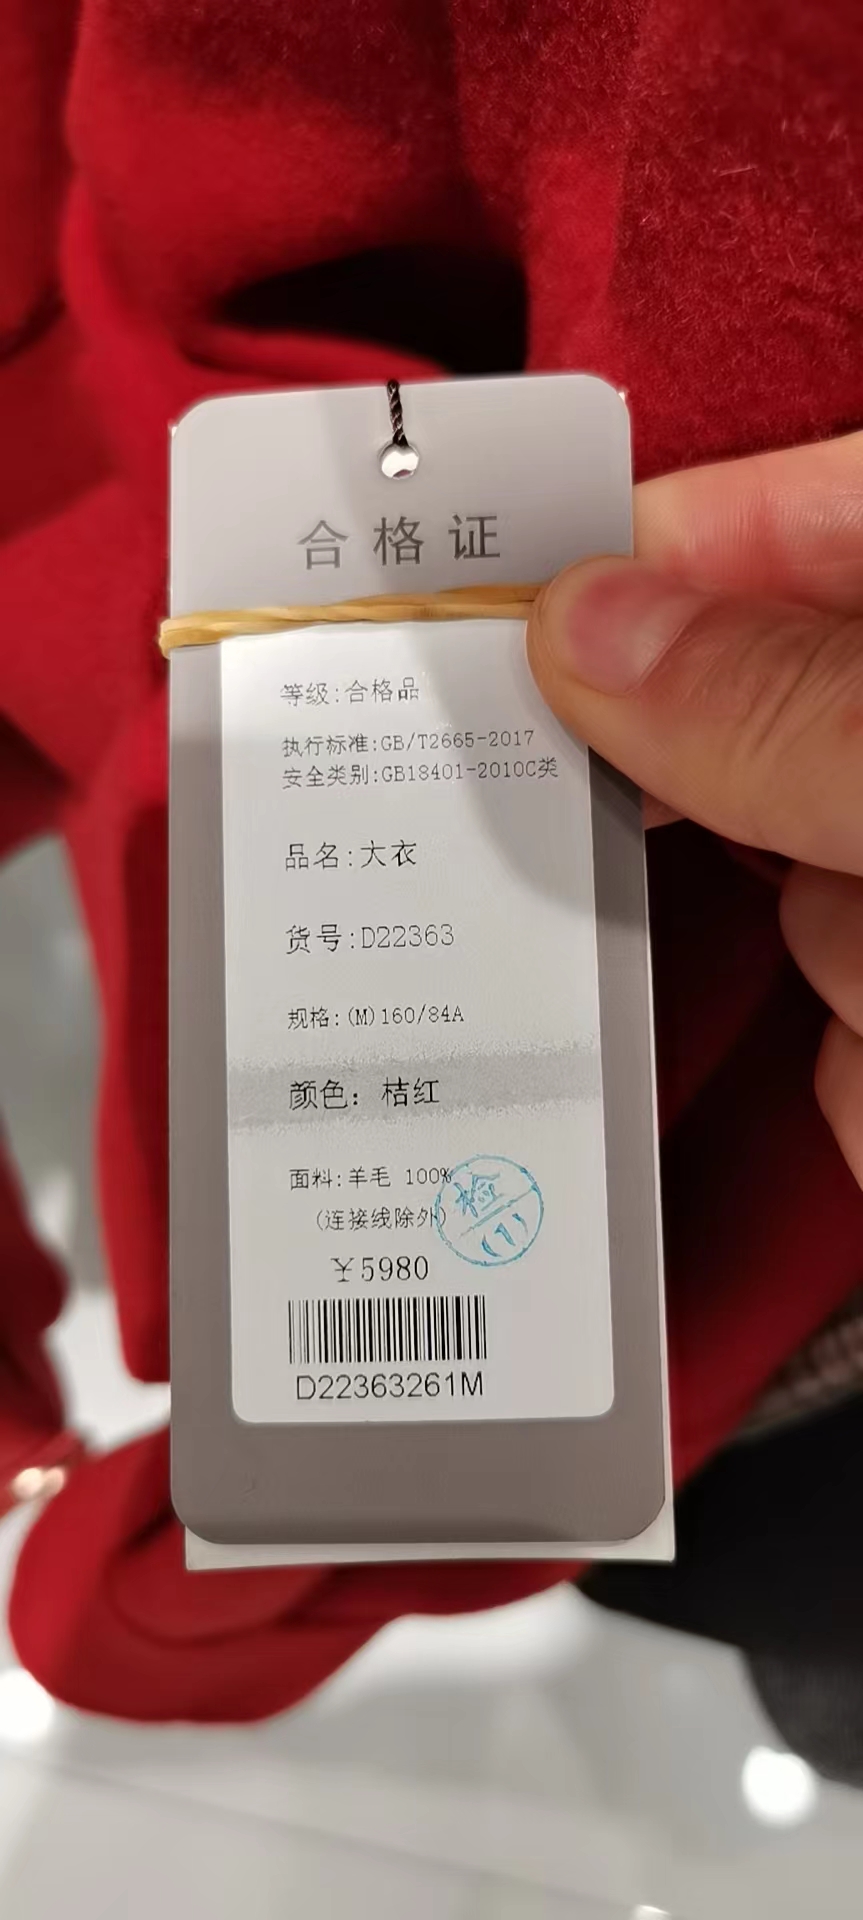 合格证
等级:合格品
执行标准:GB/T2665-2017
安全类别:GB18401-2010C类
品名:大衣
货号:D22363
规格:(M)160/84A
颜色：桔红
面料:羊毛 100%
(连接线除外)
检
(1)
¥5980
D22363261M